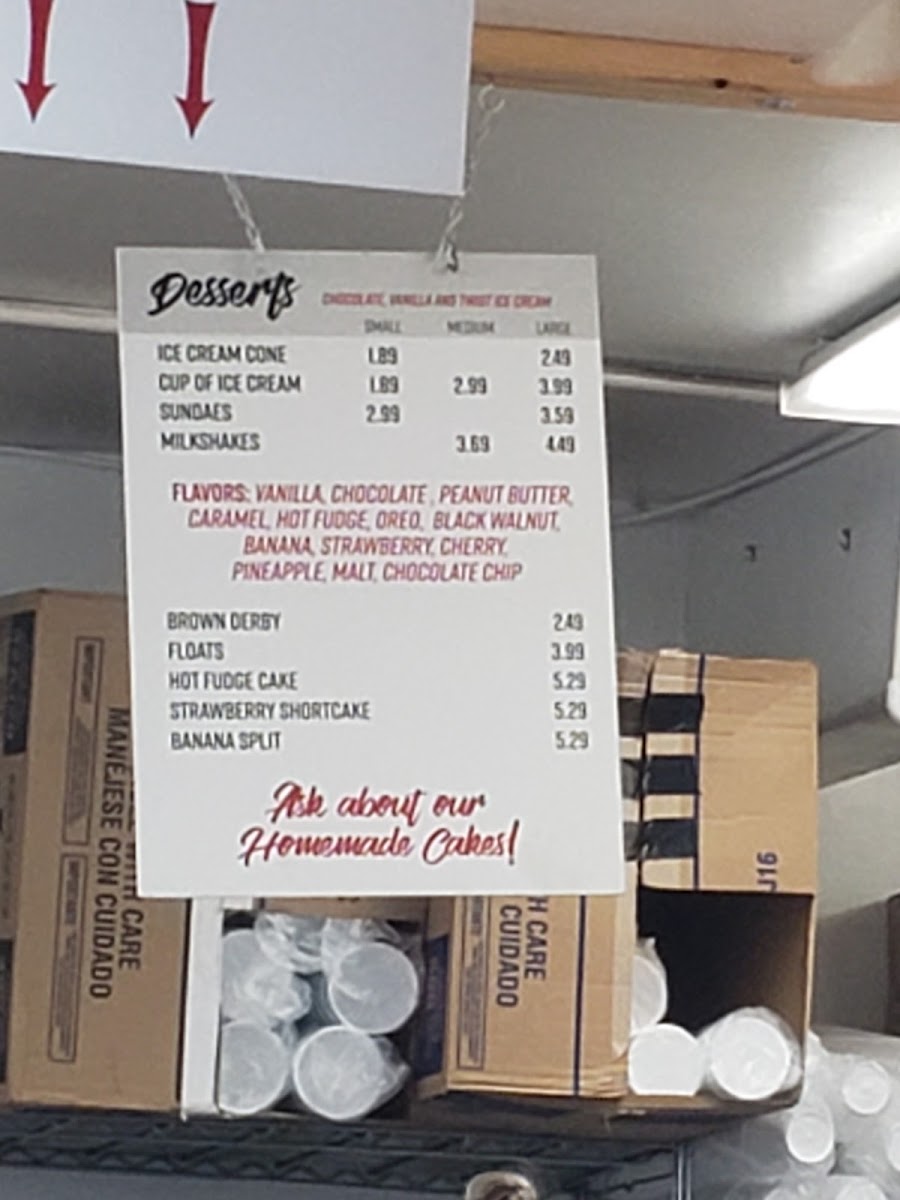 Desserts CHOCOLATE, VANILLA AND TWIST ICE CREAM
SMALL MEDIUM LARGE
ICE CREAM CONE 1.89 2.49
CUP OF ICE CREAM 1.89 2.99 3.99
SUNDAES 2.99 3.59
MILKSHAKES 3.69 4.49
FLAVORS: VANILLA, CHOCOLATE , PEANUT BUTTER,
CARAMEL, HOT FUDGE, OREO, BLACK WALNUT,
BANANA, STRAWBERRY, CHERRY,
PINEAPPLE, MALT, CHOCOLATE CHIP
BROWN DERBY 2.49
FLOATS 3.99
HOT FUDGE CAKE 5.29
STRAWBERRY SHORTCAKE 5.29
BANANA SPLIT 5.29
Ask about our
Homemade Cakes!
WITH CARE
MANÉJESE CON CUIDADO
H CARE
CUIDADO
J16